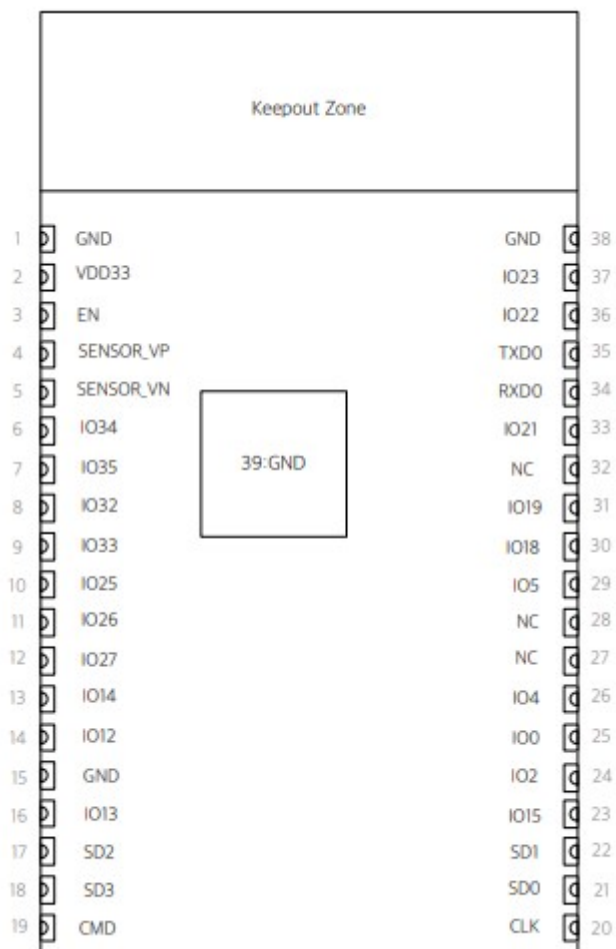 Keepout Zone
1 GND GND 38
2 VDD33 IO23 37
3 EN IO22 36
4 SENSOR_VP TXD0 35
5 SENSOR_VN RXD0 34
6 IO34 IO21 33
7 IO35 39:GND NC 32
8 IO32 IO19 31
9 IO33 IO18 30
10 IO25 IO5 29
11 IO26 NC 28
12 IO27 NC 27
13 IO14 IO4 26
14 IO12 IO0 25
15 GND IO2 24
16 IO13 IO15 23
17 SD2 SD1 22
18 SD3 SD0 21
19 CMD CLK 20